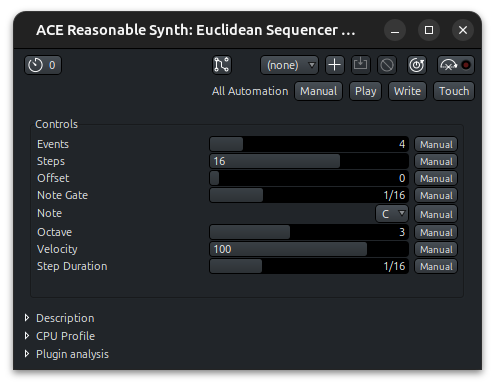 ACE Reasonable Synth: Euclidean Sequencer ...
0 (none)
All Automation Manual Play Write Touch
Controls
Events 4 Manual
Steps 16 Manual
Offset 0 Manual
Note Gate 1/16 Manual
Note C Manual
Octave 3 Manual
Velocity 100 Manual
Step Duration 1/16 Manual
Description
CPU Profile
Plugin analysis